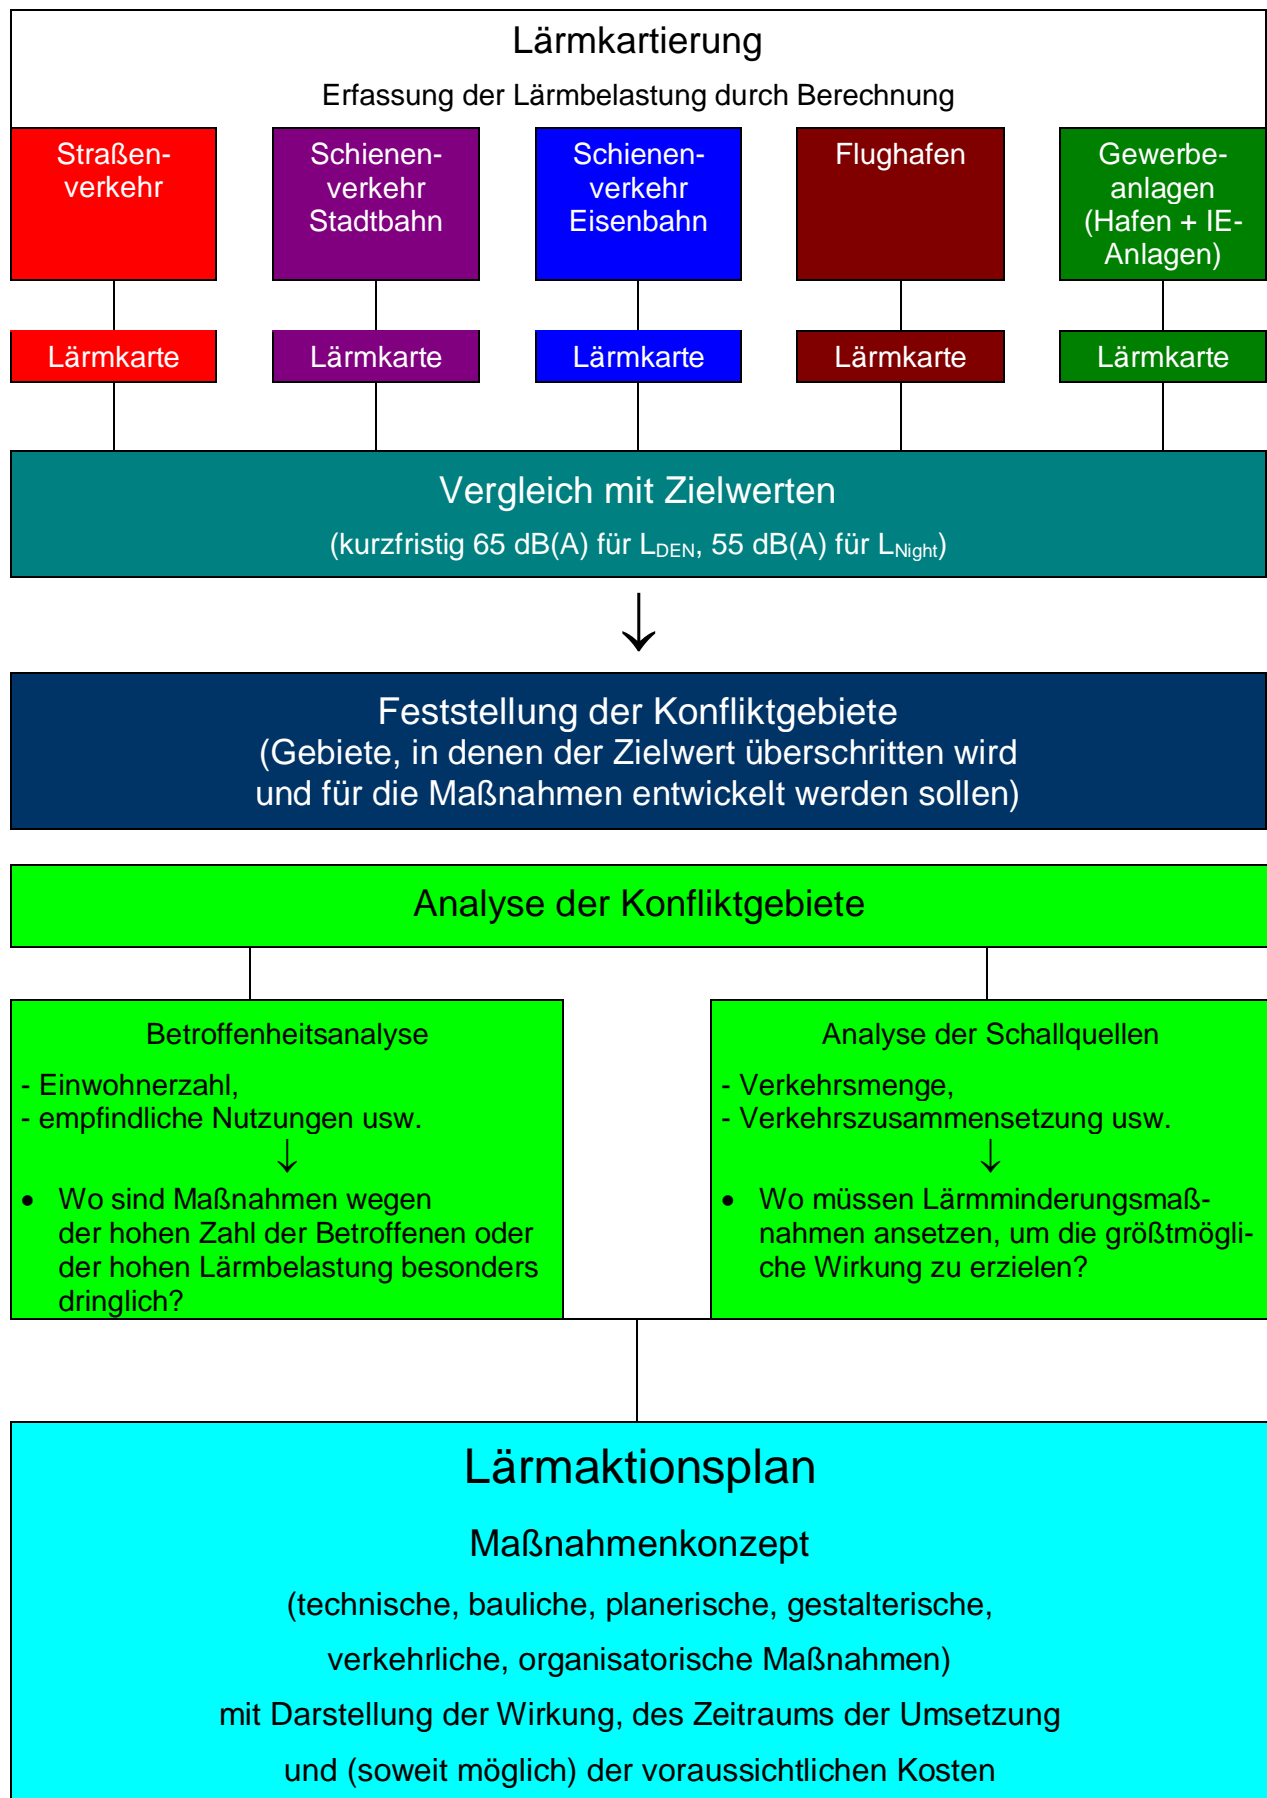 Lärmkartierung
Erfassung der Lärmbelastung durch Berechnung
Straßen-
verkehr
Schienen-
verkehr
Stadtbahn
Schienen-
verkehr
Eisenbahn
Flughafen
Gewerbe-
anlagen
(Hafen + IE-
Anlagen)
Lärmkarte
Lärmkarte
Lärmkarte
Lärmkarte
Lärmkarte
Vergleich mit Zielwerten
(kurzfristig 65 dB(A) für LDEN, 55 dB(A) für LNight)
↓
Feststellung der Konfliktgebiete
(Gebiete, in denen der Zielwert überschritten wird
und für die Maßnahmen entwickelt werden sollen)
Analyse der Konfliktgebiete
Betroffenheitsanalyse
- Einwohnerzahl,
- empfindliche Nutzungen usw.
↓
• Wo sind Maßnahmen wegen
der hohen Zahl der Betroffenen oder
der hohen Lärmbelastung besonders
dringlich?
Analyse der Schallquellen
- Verkehrsmenge,
- Verkehrszusammensetzung usw.
↓
• Wo müssen Lärmminderungsmaß-
nahmen ansetzen, um die größtmögli-
che Wirkung zu erzielen?
Lärmaktionsplan
Maßnahmenkonzept
(technische, bauliche, planerische, gestalterische,
verkehrliche, organisatorische Maßnahmen)
mit Darstellung der Wirkung, des Zeitraums der Umsetzung
und (soweit möglich) der voraussichtlichen Kosten